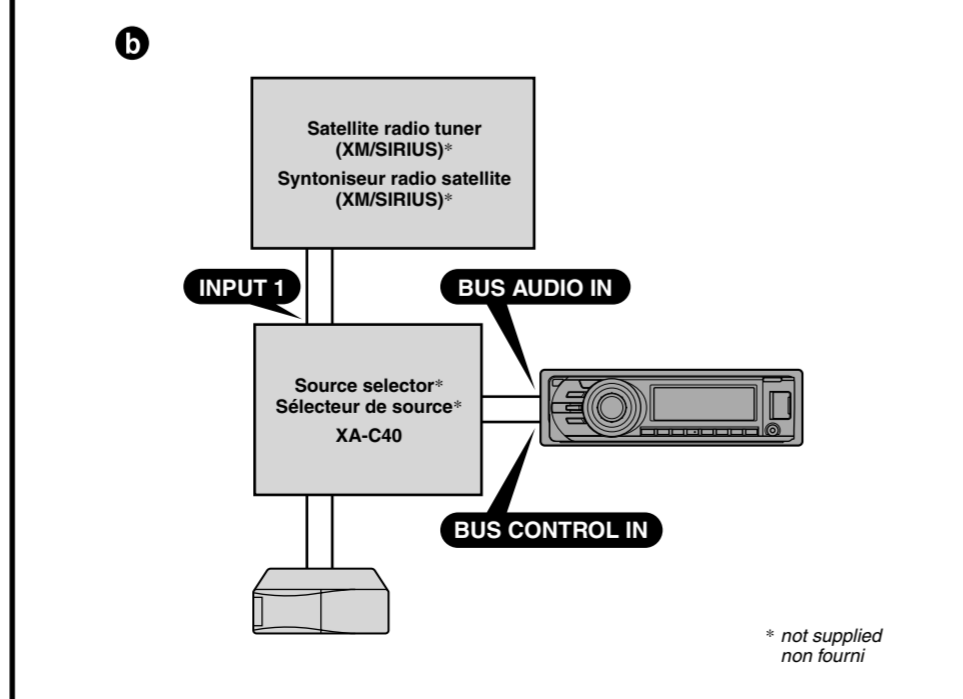 b
Satellite radio tuner
(XM/SIRIUS)*
Syntoniseur radio satellite
(XM/SIRIUS)*
INPUT 1
BUS AUDIO IN
Source selector*
Sélecteur de source*
XA-C40
BUS CONTROL IN
* not supplied
non fourni